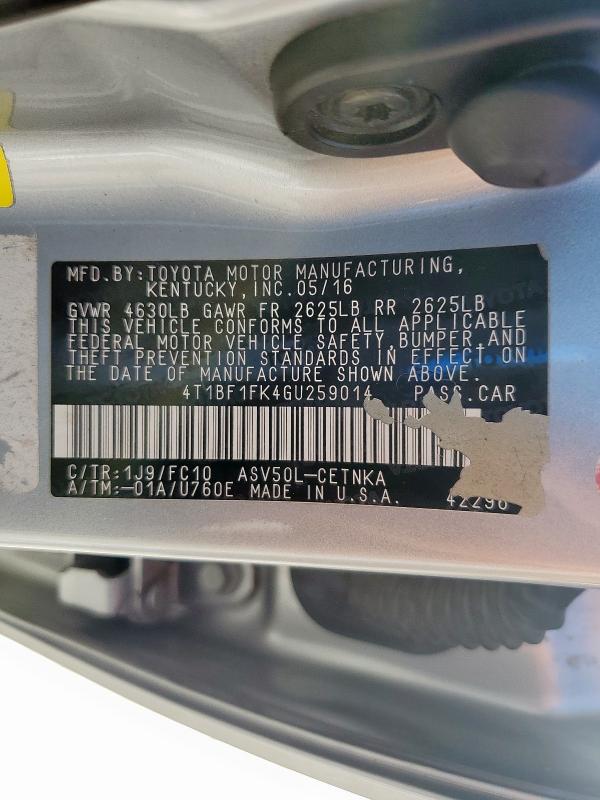 MFD.BY:TOYOTA MOTOR MANUFACTURING,
KENTUCKY,INC.05/16
GVWR 4630LB GAWR FR 2625LB RR 2625LB
THIS VEHICLE CONFORMS TO ALL APPLICABLE
FEDERAL MOTOR VEHICLE SAFETY,BUMPER,AND
THEFT PREVENTION STANDARDS IN EFFECT ON
THE DATE OF MANUFACTURE SHOWN ABOVE.
4T1BF1FK4GU259014 PASS.CAR
C/TR:1J9/FC10 ASV50L-CETNKA
A/TM:-01A/U760E MADE IN U.S.A. 42298